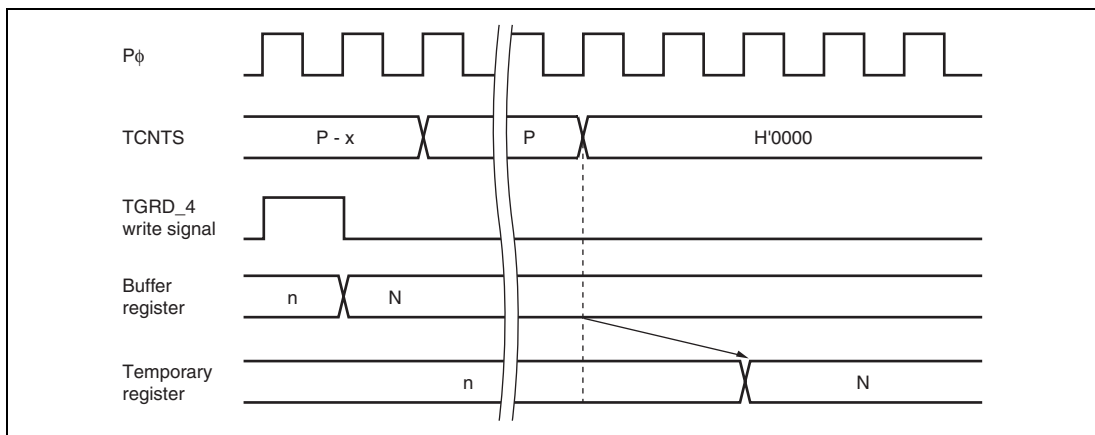 Pϕ
TCNTS
P - x
P
H'0000
TGRD_4
write signal
Buffer
register
n
N
Temporary
register
n
N